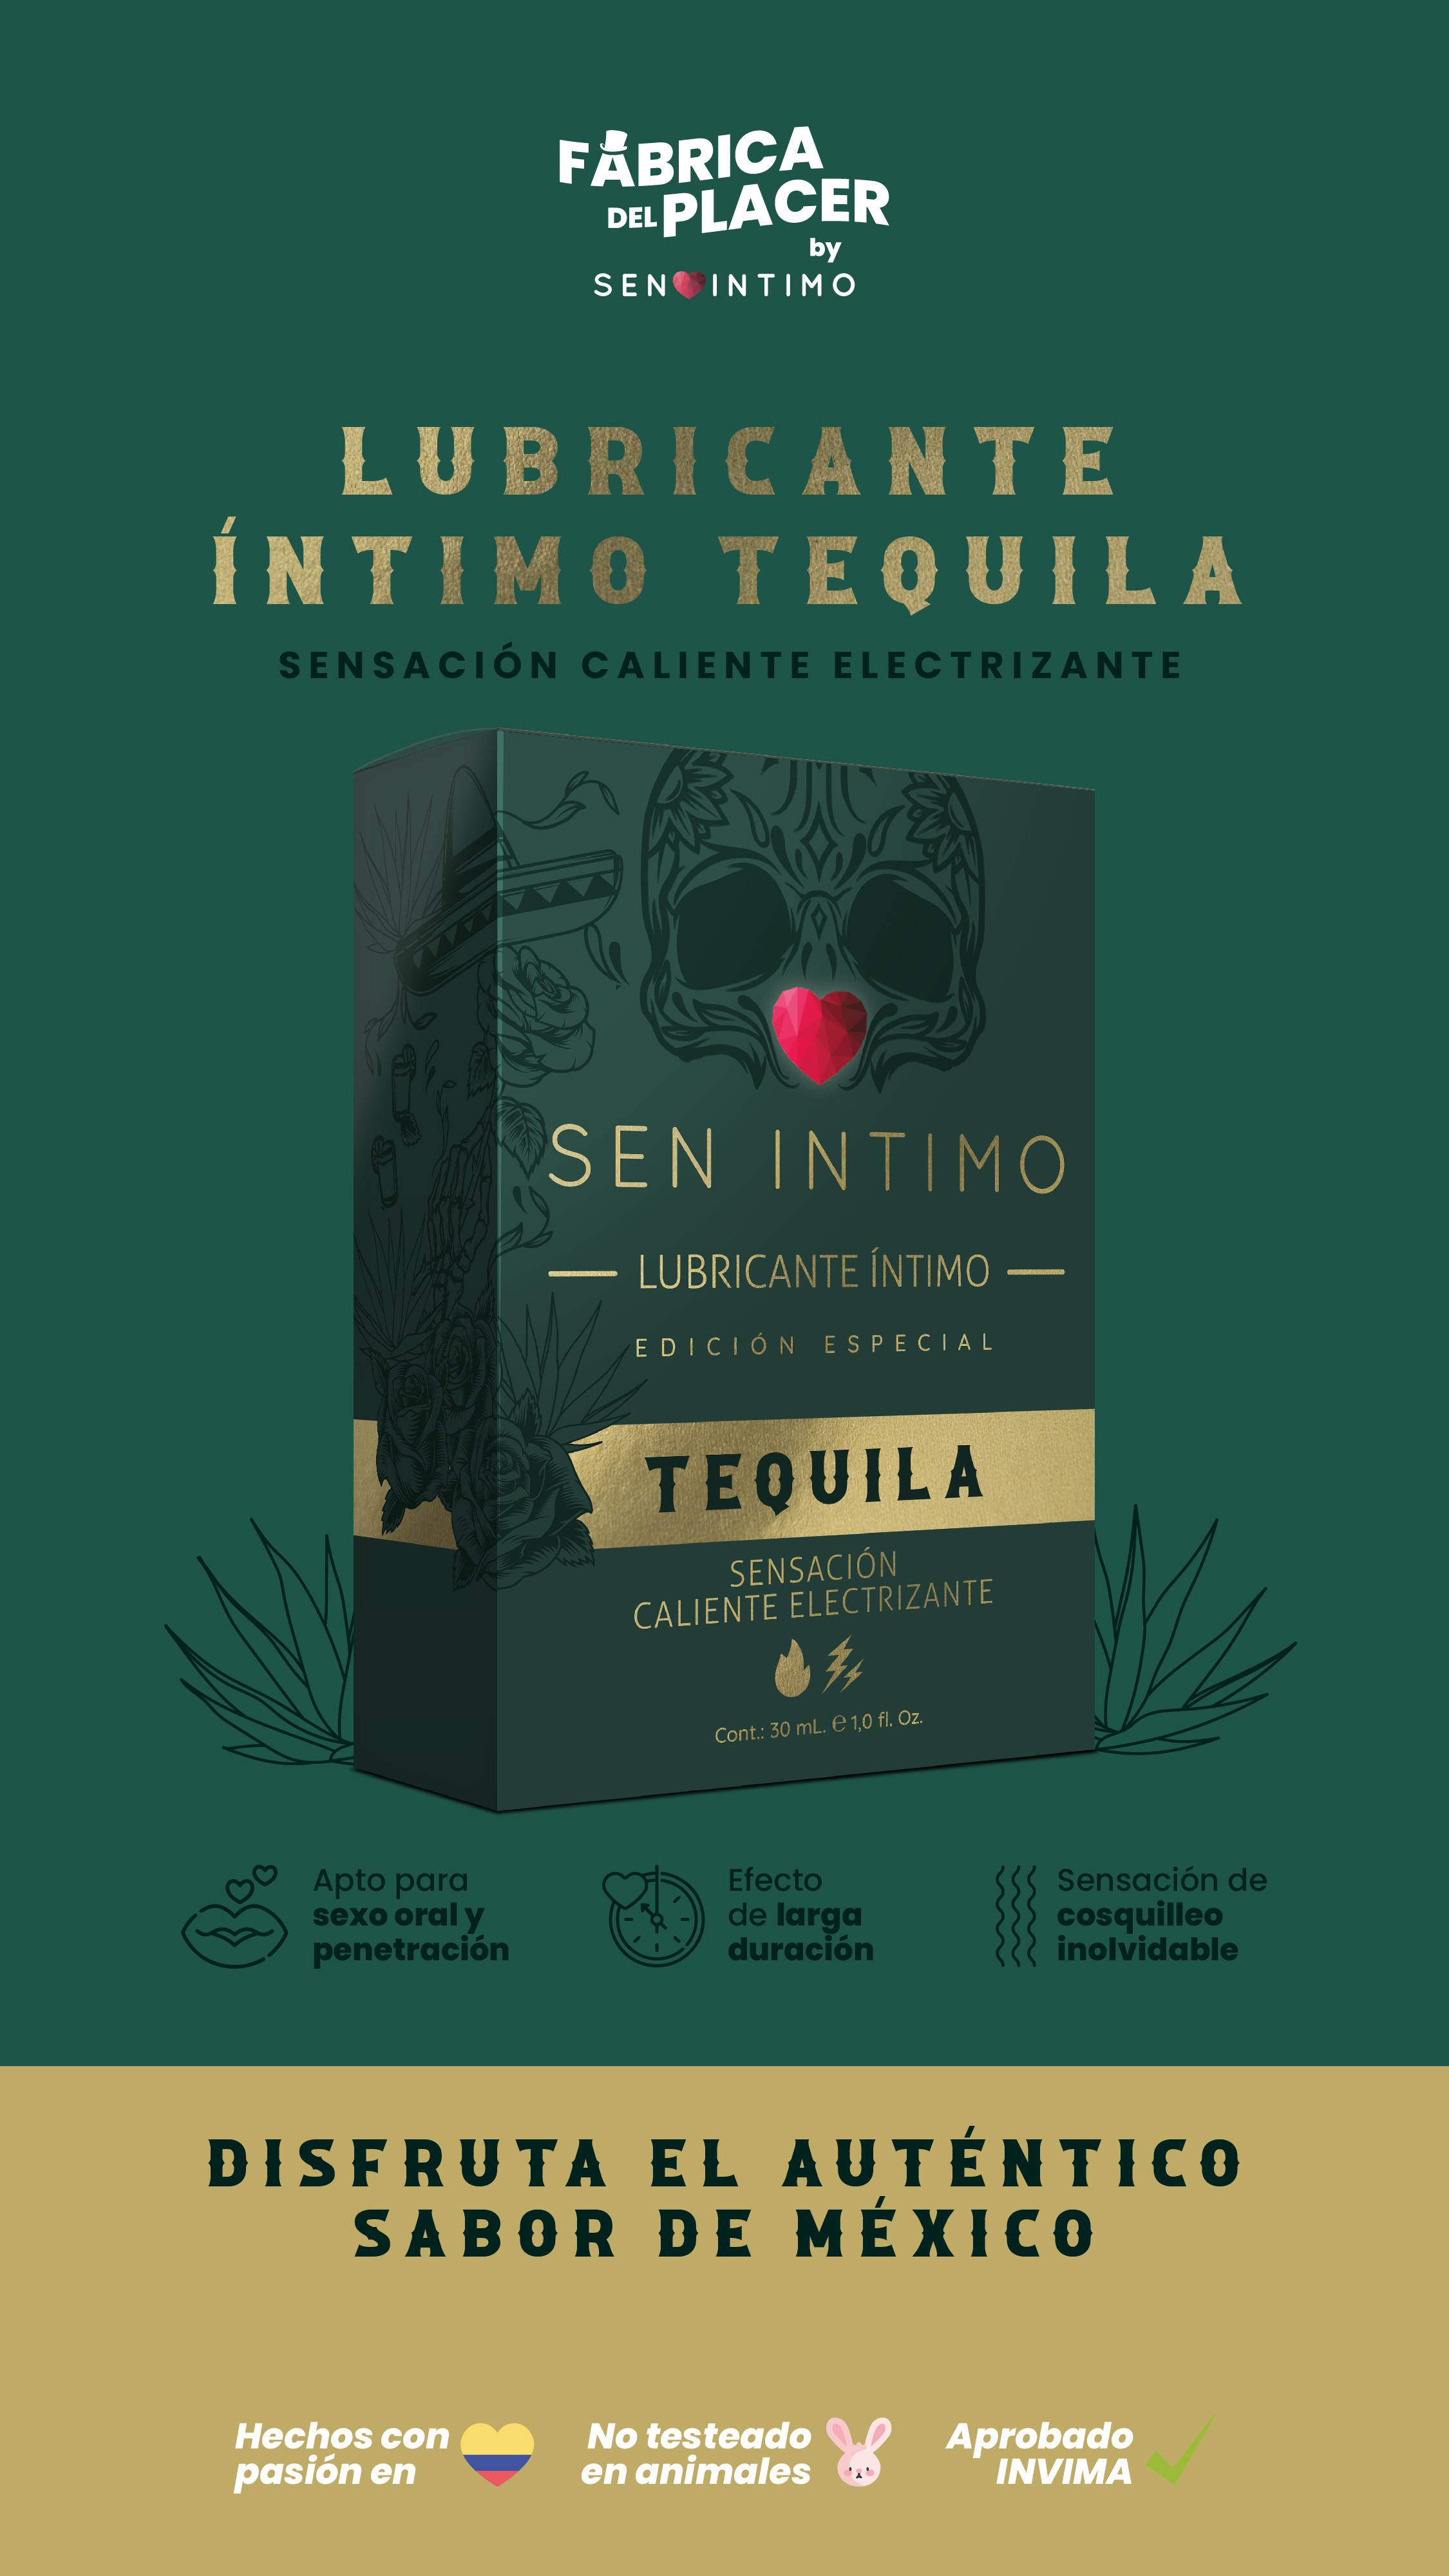 FÁBRICA
DEL PLACER
by
SEN INTIMO
LUBRICANTE
ÍNTIMO TEQUILA
SENSACIÓN CALIENTE ELECTRIZANTE
SEN INTIMO
LUBRICANTE ÍNTIMO
EDICIÓN ESPECIAL
TEQUILA
SENSACIÓN
CALIENTE ELECTRIZANTE
Cont.: 30 mL. ℮ 1,0 fl. Oz.
Apto para
sexo oral y
penetración
Efecto
de larga
duración
Sensación de
cosquilleo
inolvidable
DISFRUTA EL AUTÉNTICO
SABOR DE MÉXICO
Hechos con
pasión en
No testeado
en animales
Aprobado
INVIMA